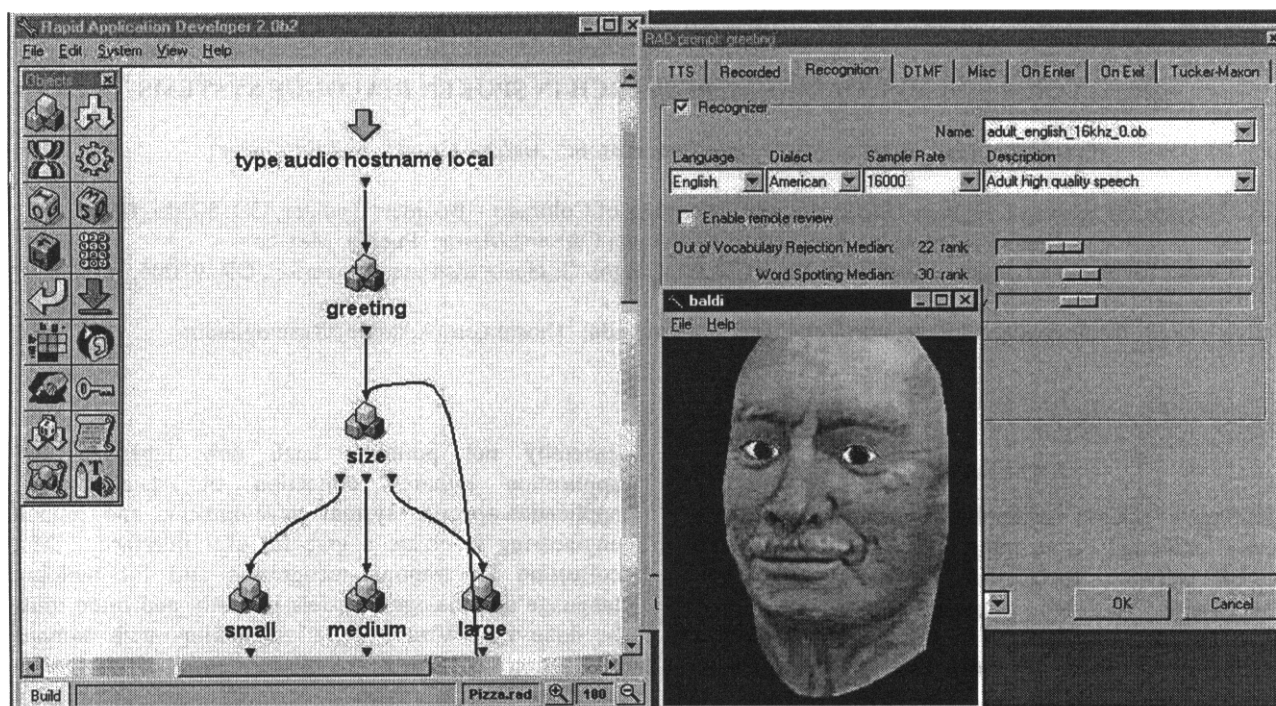 Rapid Application Developer 2.0b2
File Edit System View Help
Objects
type audio hostname local
greeting
size
small medium large
Build Pizza.rad 100
RAD prompt: greeting
TTS Recorded Recognition DTMF Misc On Enter On Exit Tucker-Maxon
Recognizer
Name: adult_english_16khz_0.ob
Language Dialect Sample Rate Description
English American 16000 Adult high quality speech
Enable remote review
Out of Vocabulary Rejection Median: 22 rank
Word Spotting Median: 30 rank
baldi
File Help
OK Cancel